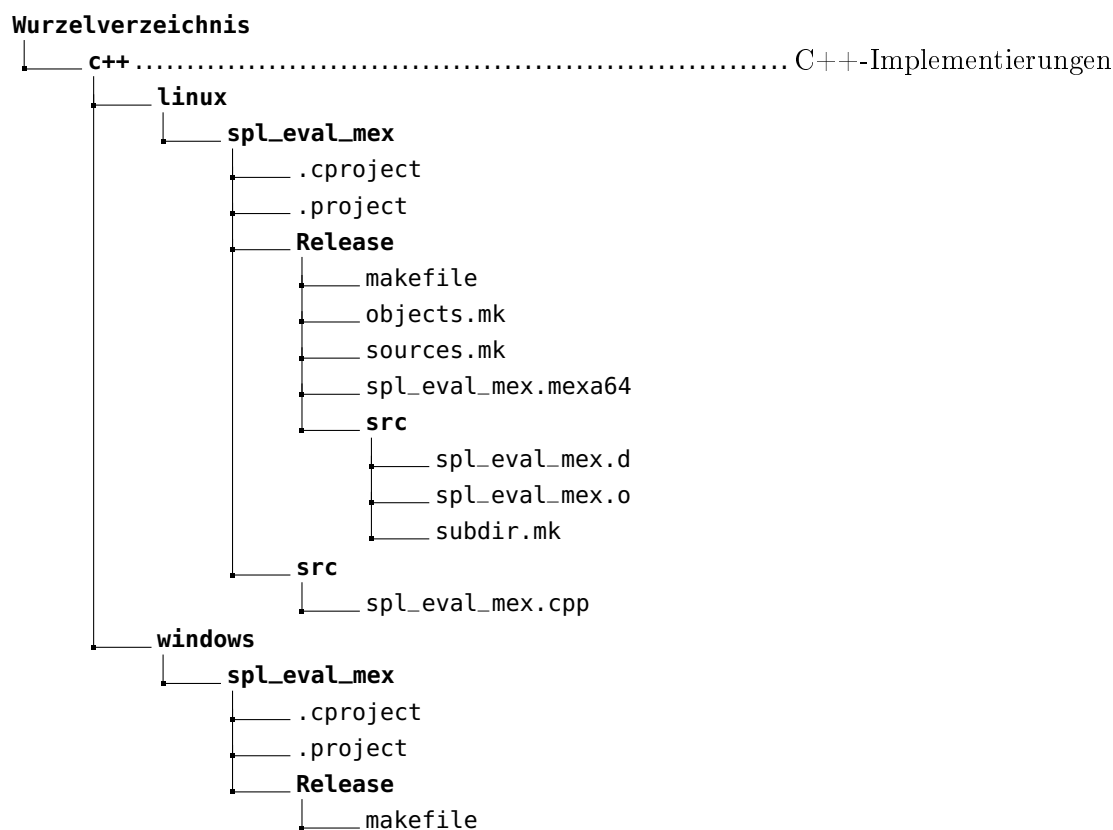 Wurzelverzeichnis
c++ ................................................................ C++-Implementierungen
linux
spl_eval_mex
.cproject
.project
Release
makefile
objects.mk
sources.mk
spl_eval_mex.mexa64
src
spl_eval_mex.d
spl_eval_mex.o
subdir.mk
src
spl_eval_mex.cpp
windows
spl_eval_mex
.cproject
.project
Release
makefile